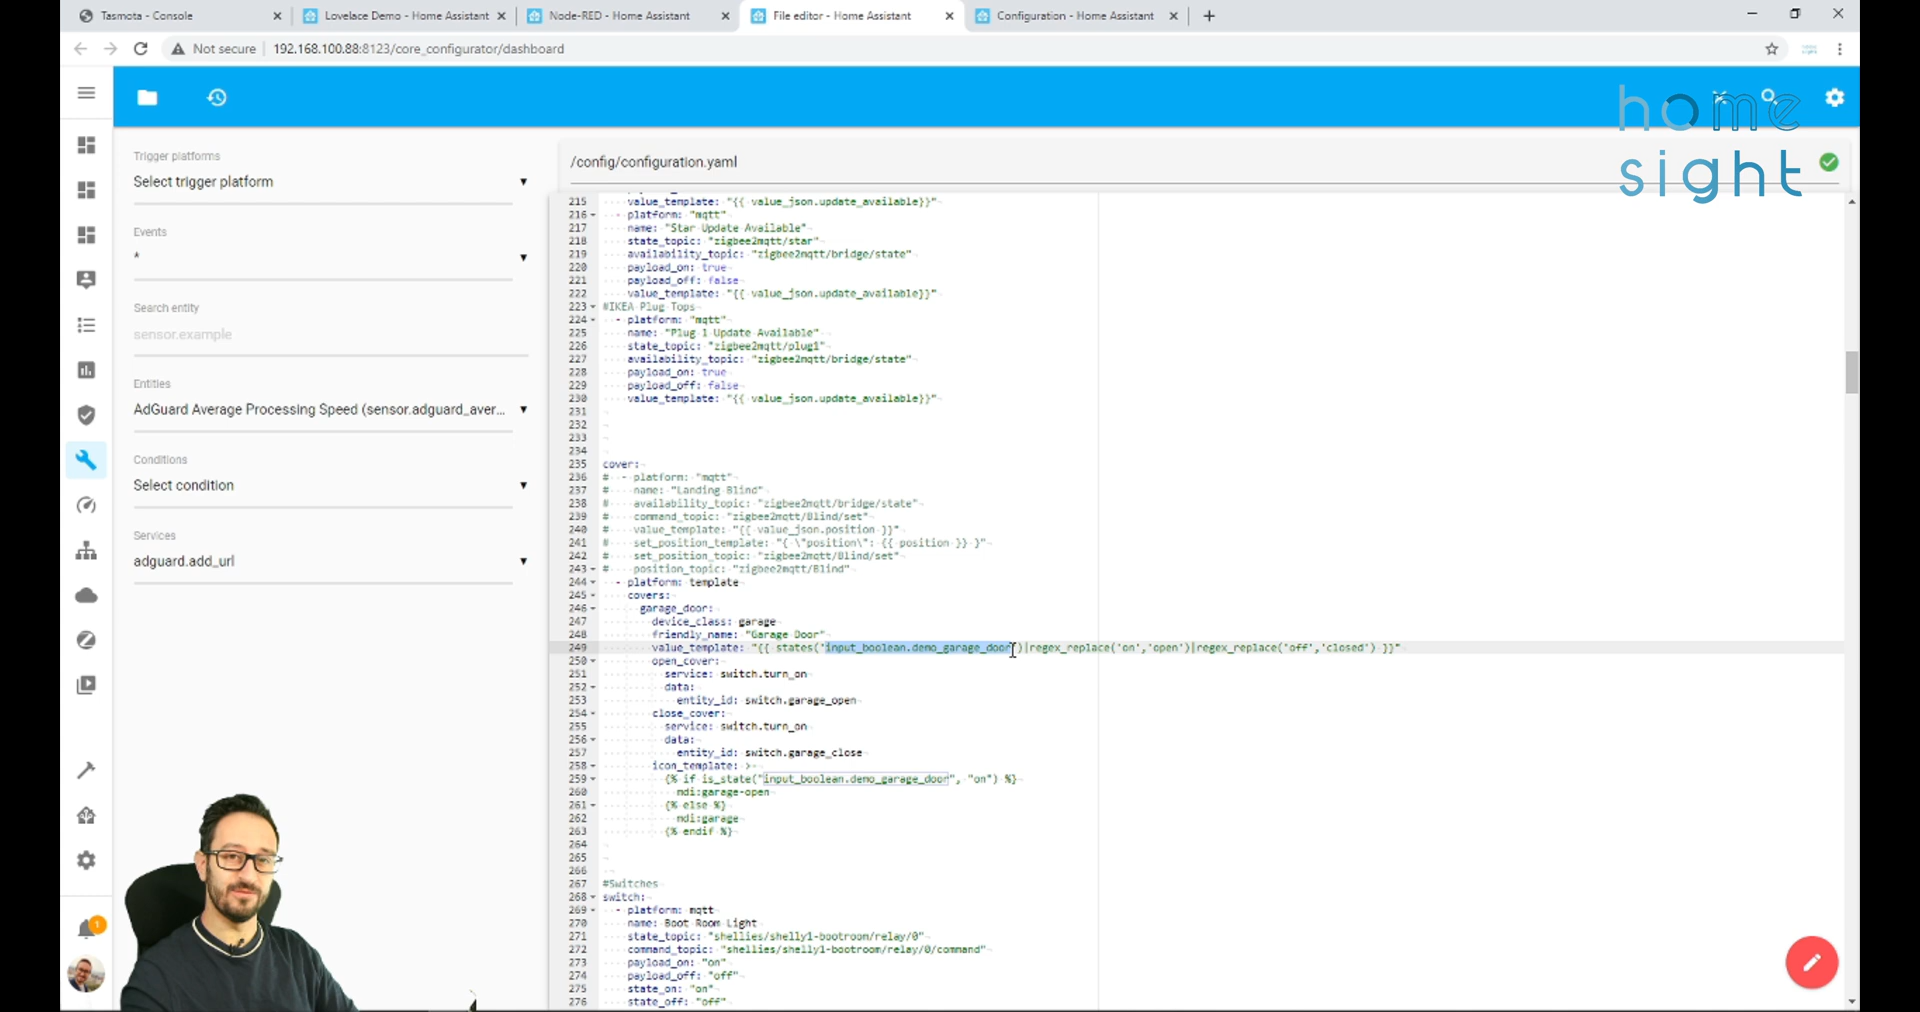 Tasmota - Console
Lovelace Demo - Home Assistant
Node-RED - Home Assistant
File editor - Home Assistant
Configuration - Home Assistant
Not secure | 192.168.100.88:8123/core_configurator/dashboard
home
sight
Trigger platforms
Select trigger platform
Events
*
Search entity
sensor.example
Entities
AdGuard Average Processing Speed (sensor.adguard_aver...
Conditions
Select condition
Services
adguard.add_url
1
/config/configuration.yaml
215 value_template: "{{ value_json.update_available}}"
216 - platform: "mqtt"
217 name: "Star Update Available"
218 state_topic: "zigbee2mqtt/star"
219 availability_topic: "zigbee2mqtt/bridge/state"
220 payload_on: true
221 payload_off: false
222 value_template: "{{ value_json.update_available}}"
223 #IKEA Plug Tops
224 - platform: "mqtt"
225 name: "Plug 1 Update Available"
226 state_topic: "zigbee2mqtt/plug1"
227 availability_topic: "zigbee2mqtt/bridge/state"
228 payload_on: true
229 payload_off: false
230 value_template: "{{ value_json.update_available}}"
231
232
233
234
235 cover:
236 # - platform: "mqtt"
237 # name: "Landing Blind"
238 # availability_topic: "zigbee2mqtt/bridge/state"
239 # command_topic: "zigbee2mqtt/Blind/set"
240 # value_template: "{{ value_json.position }}"
241 # set_position_template: "{ \"position\": {{ position }} }"
242 # set_position_topic: "zigbee2mqtt/Blind/set"
243 # position_topic: "zigbee2mqtt/Blind"
244 - platform: template
245 covers:
246 garage_door:
247 device_class: garage
248 friendly_name: "Garage Door"
249 value_template: "{{ states('input_boolean.demo_garage_door')|regex_replace('on','open')|regex_replace('off','closed') }}"
250 open_cover:
251 service: switch.turn_on
252 data:
253 entity_id: switch.garage_open
254 close_cover:
255 service: switch.turn_on
256 data:
257 entity_id: switch.garage_close
258 icon_template: >-
259 {% if is_state("input_boolean.demo_garage_door", "on") %}
260 mdi:garage-open
261 {% else %}
262 mdi:garage
263 {% endif %}
264
265
266
267 #Switches
268 switch:
269 - platform: mqtt
270 name: Boot Room Light
271 state_topic: "shellies/shelly1-bootroom/relay/0"
272 command_topic: "shellies/shelly1-bootroom/relay/0/command"
273 payload_on: "on"
274 payload_off: "off"
275 state_on: "on"
276 state_off: "off"